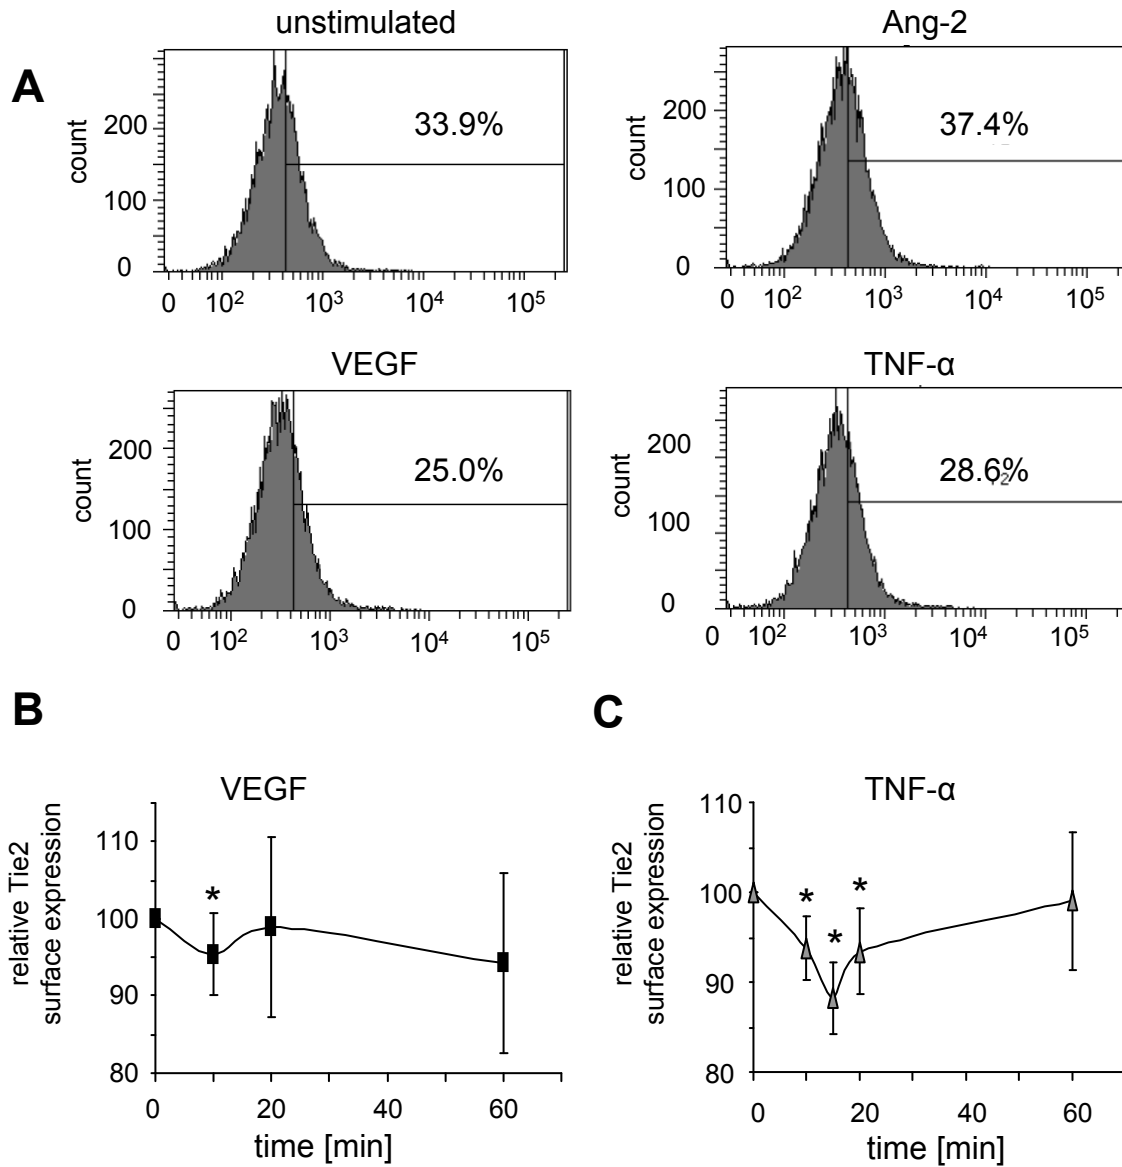 unstimulated
Ang-2
A
33.9%
37.4%
count
200
100
0
0 10² 10³ 10⁴ 10⁵
count
200
100
0
0 10² 10³ 10⁴ 10⁵
VEGF
TNF-α
25.0%
28.6%
count
200
100
0
0 10² 10³ 10⁴ 10⁵
count
200
100
0
0 10² 10³ 10⁴ 10⁵
B
C
VEGF
TNF-α
relative Tie2
surface expression
110
100
90
80
*
0 20 40 60
time [min]
relative Tie2
surface expression
110
100
90
80
* * *
0 20 40 60
time [min]